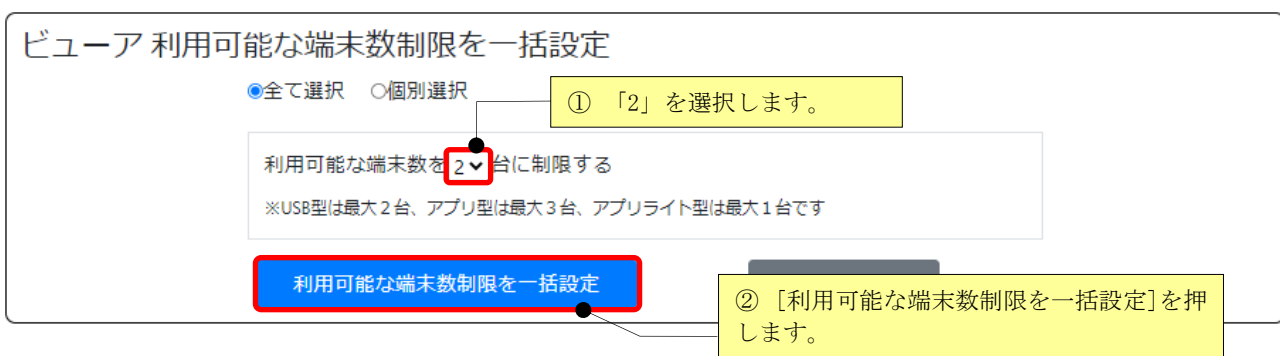 ビューア 利用可能な端末数制限を一括設定
全て選択 個別選択
① 「2」を選択します。
利用可能な端末数を 2 台に制限する
※USB型は最大２台、アプリ型は最大３台、アプリライト型は最大１台です
利用可能な端末数制限を一括設定
② [利用可能な端末数制限を一括設定]を押
します。